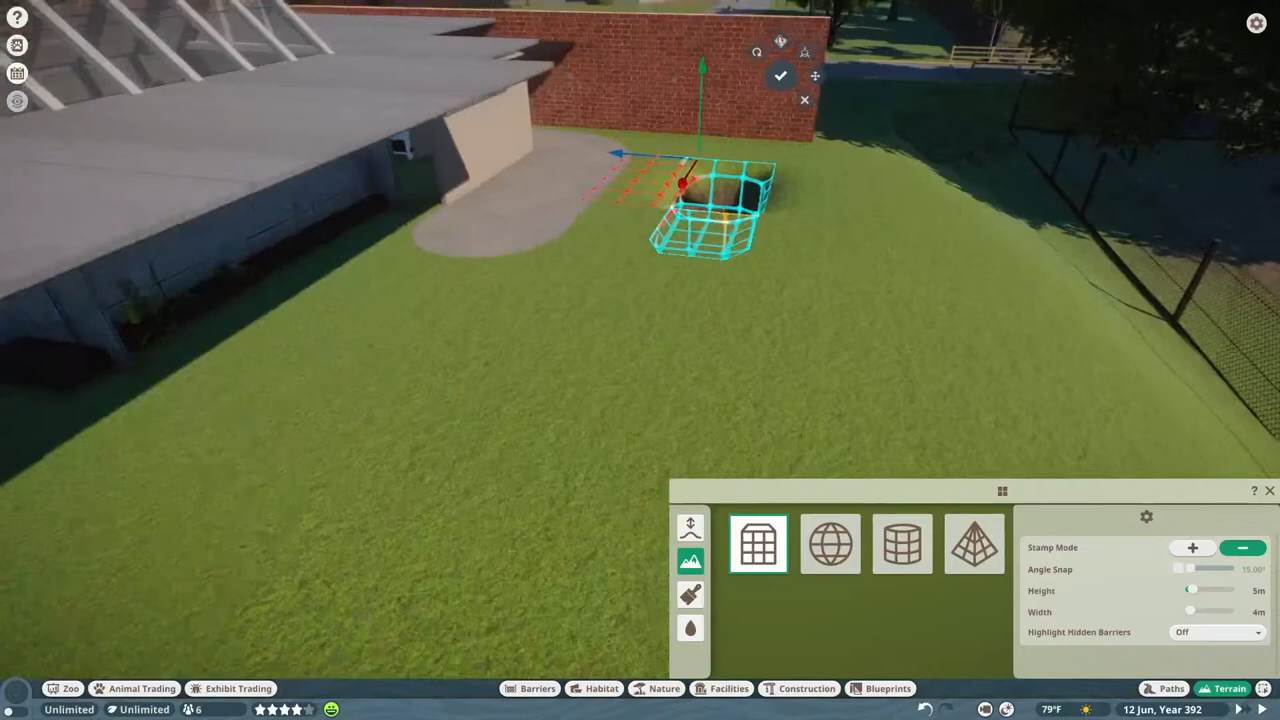 ?
Stamp Mode
Angle Snap 15.00°
Height 5m
Width 4m
Highlight Hidden Barriers Off
Zoo Animal Trading Exhibit Trading Barriers Habitat Nature Facilities Construction Blueprints Paths Terrain
Unlimited Unlimited 6 79°F 12 Jun, Year 392